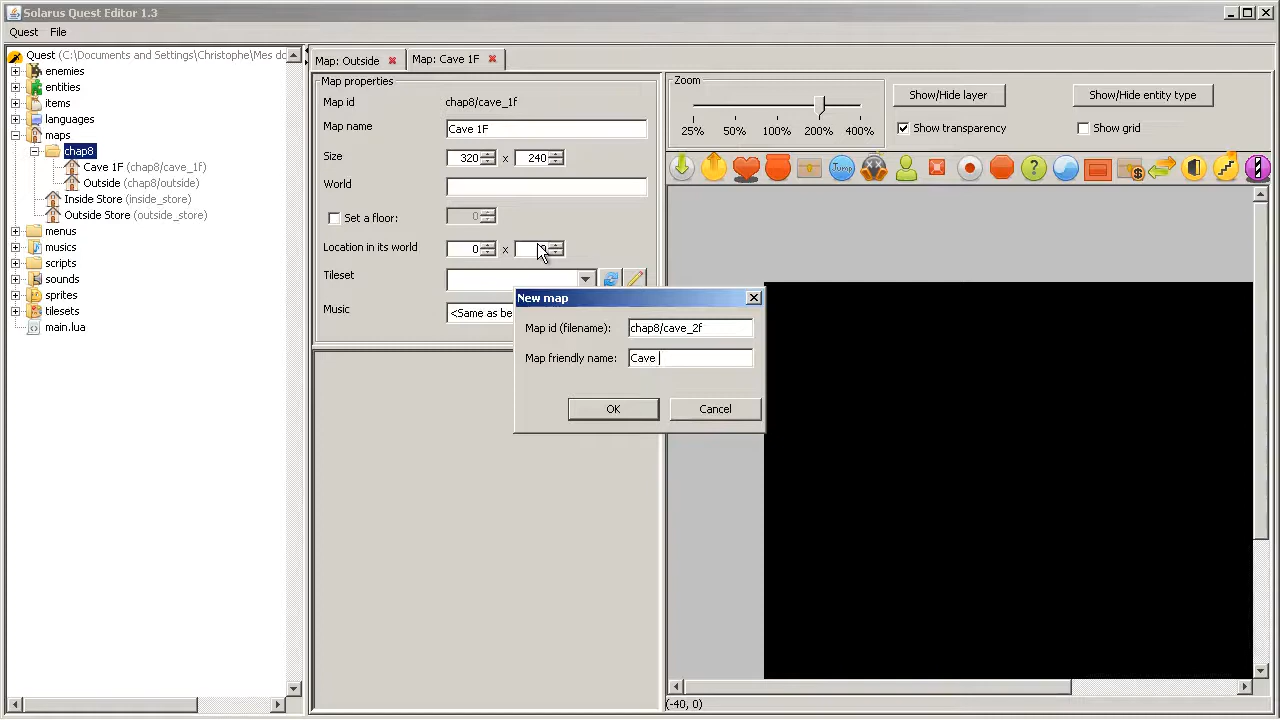 Solarus Quest Editor 1.3
Quest File
Quest (C:\Documents and Settings\Christophe\Mes do
enemies
entities
items
languages
maps
chap8
Cave 1F (chap8/cave_1f)
Outside (chap8/outside)
Inside Store (inside_store)
Outside Store (outside_store)
menus
musics
scripts
sounds
sprites
tilesets
main.lua
Map: Outside
Map: Cave 1F
Map properties
Map id chap8/cave_1f
Map name Cave 1F
Size 320 x 240
World
Set a floor: 0
Location in its world 0 x
Tileset
Music <Same as be
Zoom
25% 5% 100% 200% 400%
Show/Hide layer
Show/Hide entity type
Show transparency
Show grid
Jump
?
$
New map
Map id (filename): chap8/cave_2f
Map friendly name: Cave
OK
Cancel
(-40, 0)